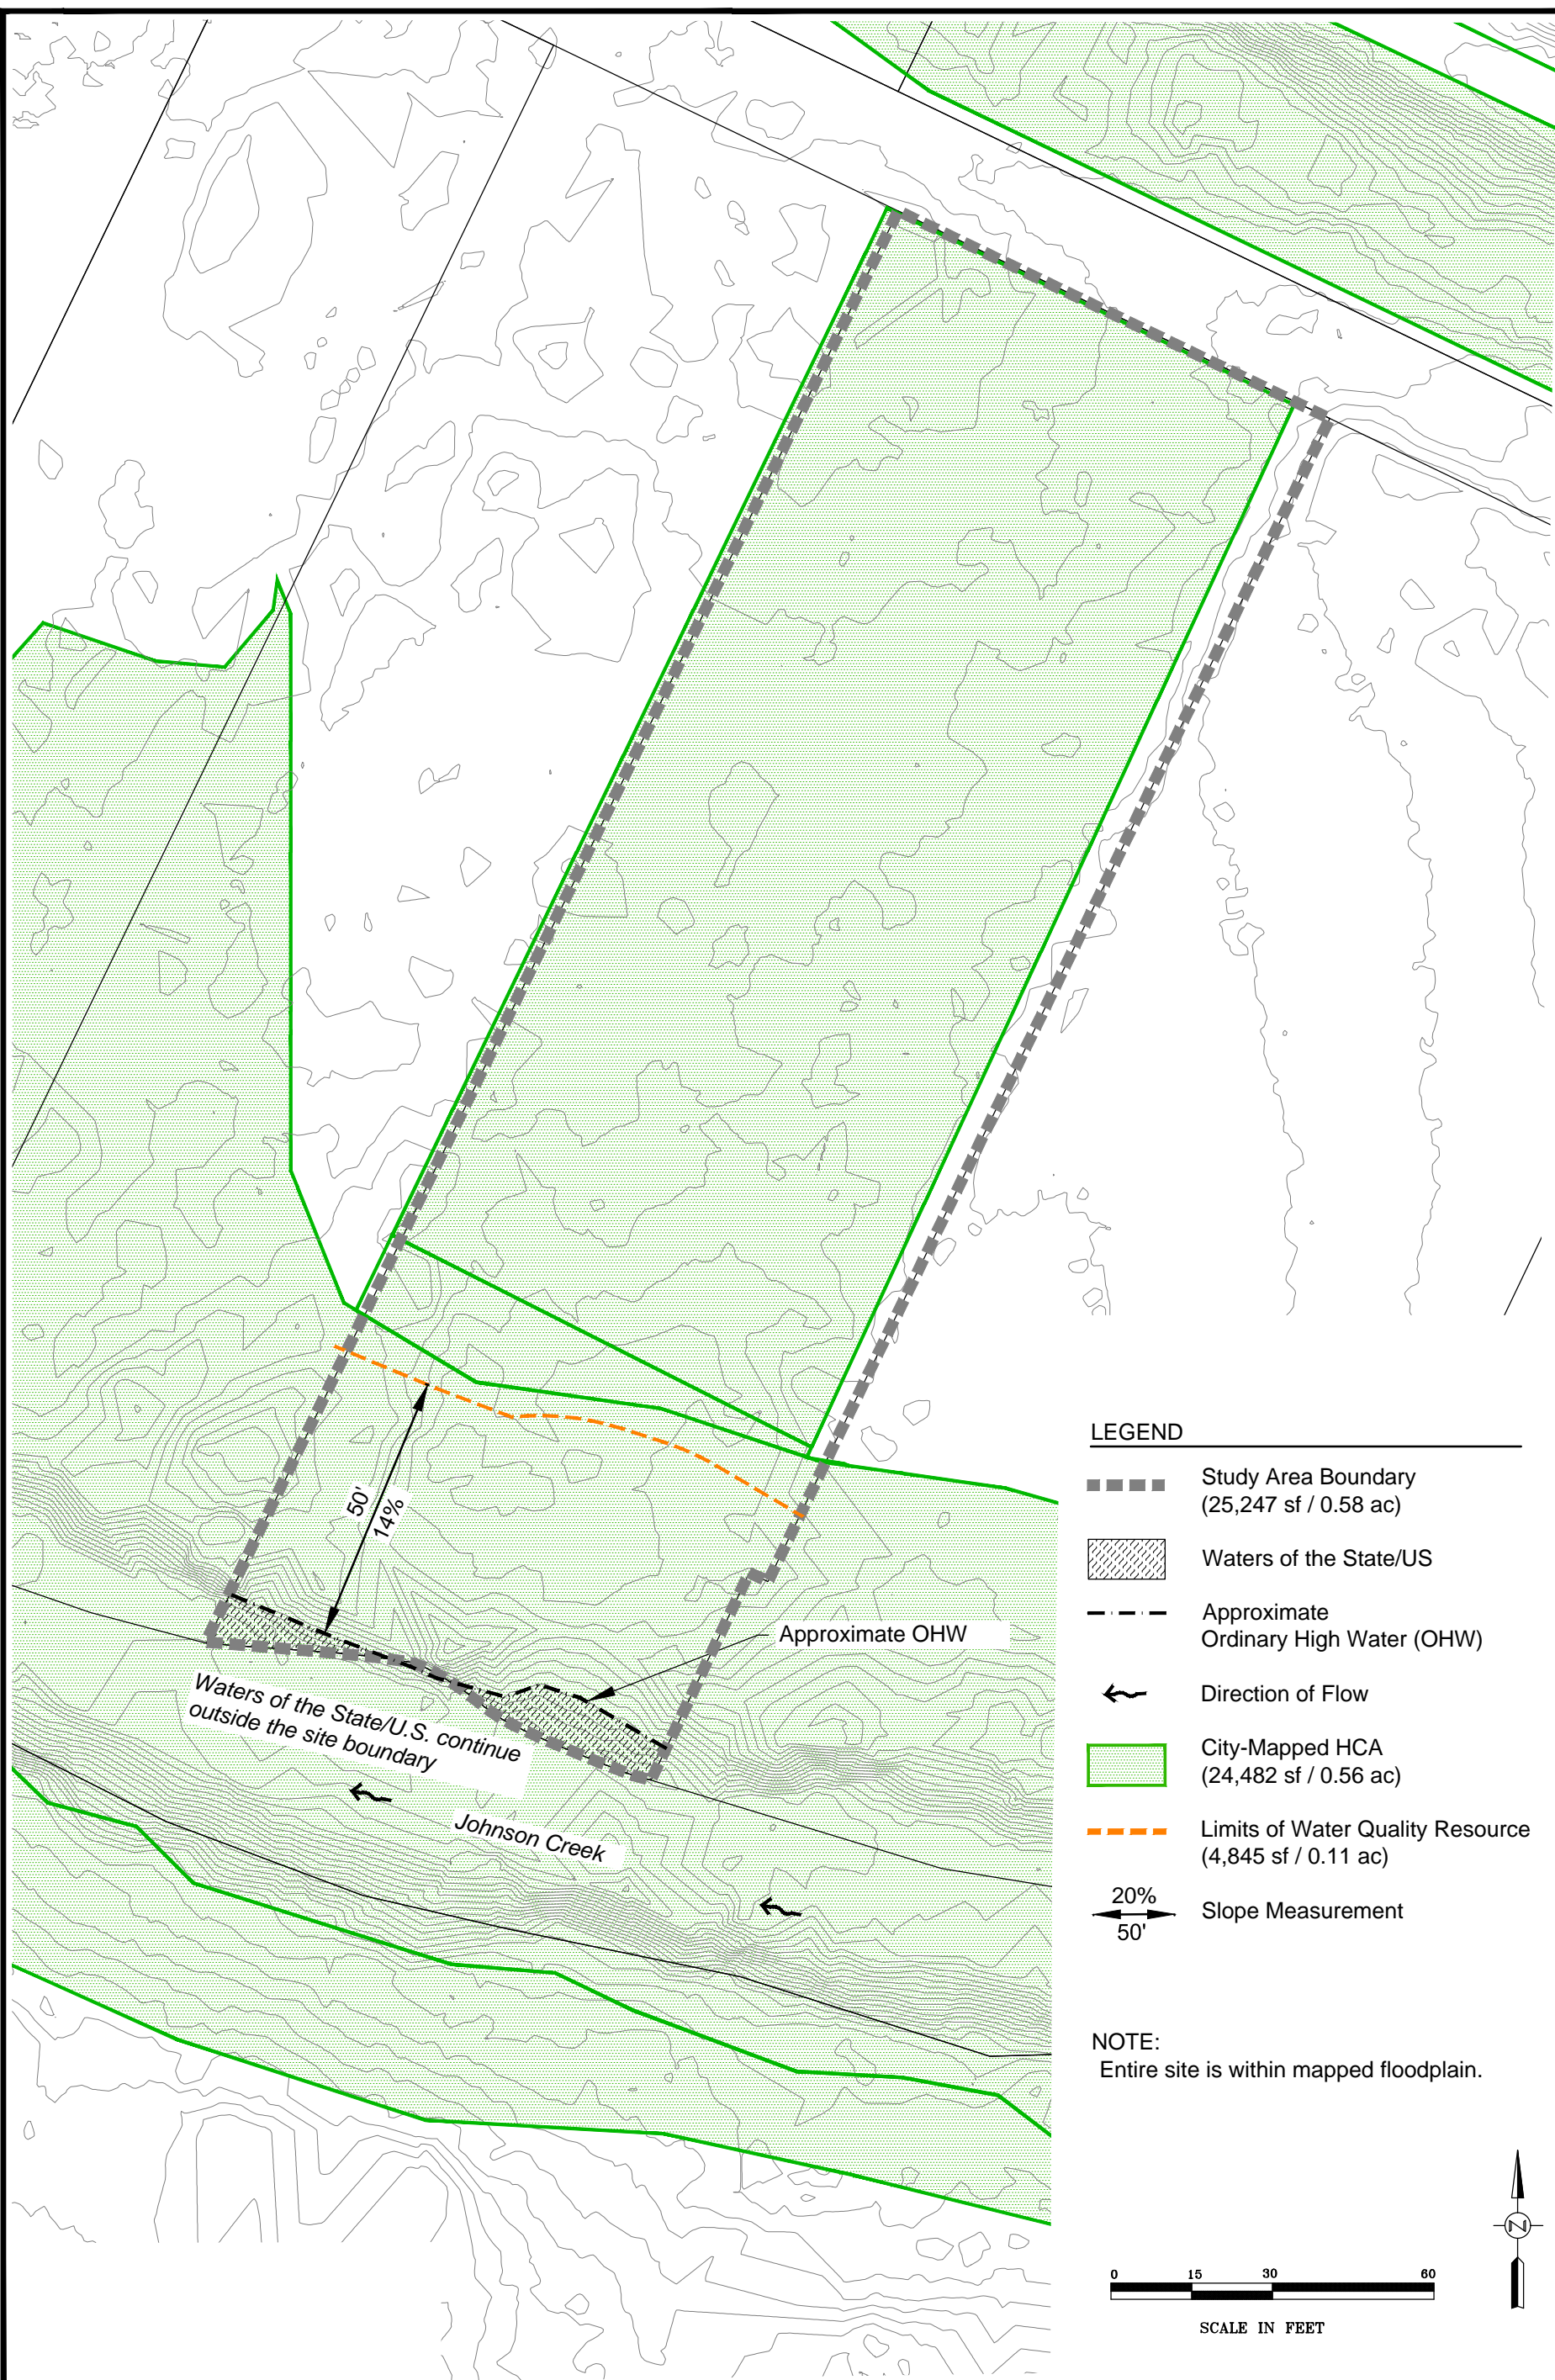 50'
14%
Approximate OHW
Waters of the State/U.S. continue
outside the site boundary
Johnson Creek
LEGEND
Study Area Boundary
(25,247 sf / 0.58 ac)
Waters of the State/US
Approximate
Ordinary High Water (OHW)
Direction of Flow
City-Mapped HCA
(24,482 sf / 0.56 ac)
Limits of Water Quality Resource
(4,845 sf / 0.11 ac)
20%
50'
Slope Measurement
NOTE:
Entire site is within mapped floodplain.
N
0 15 30 60
SCALE IN FEET